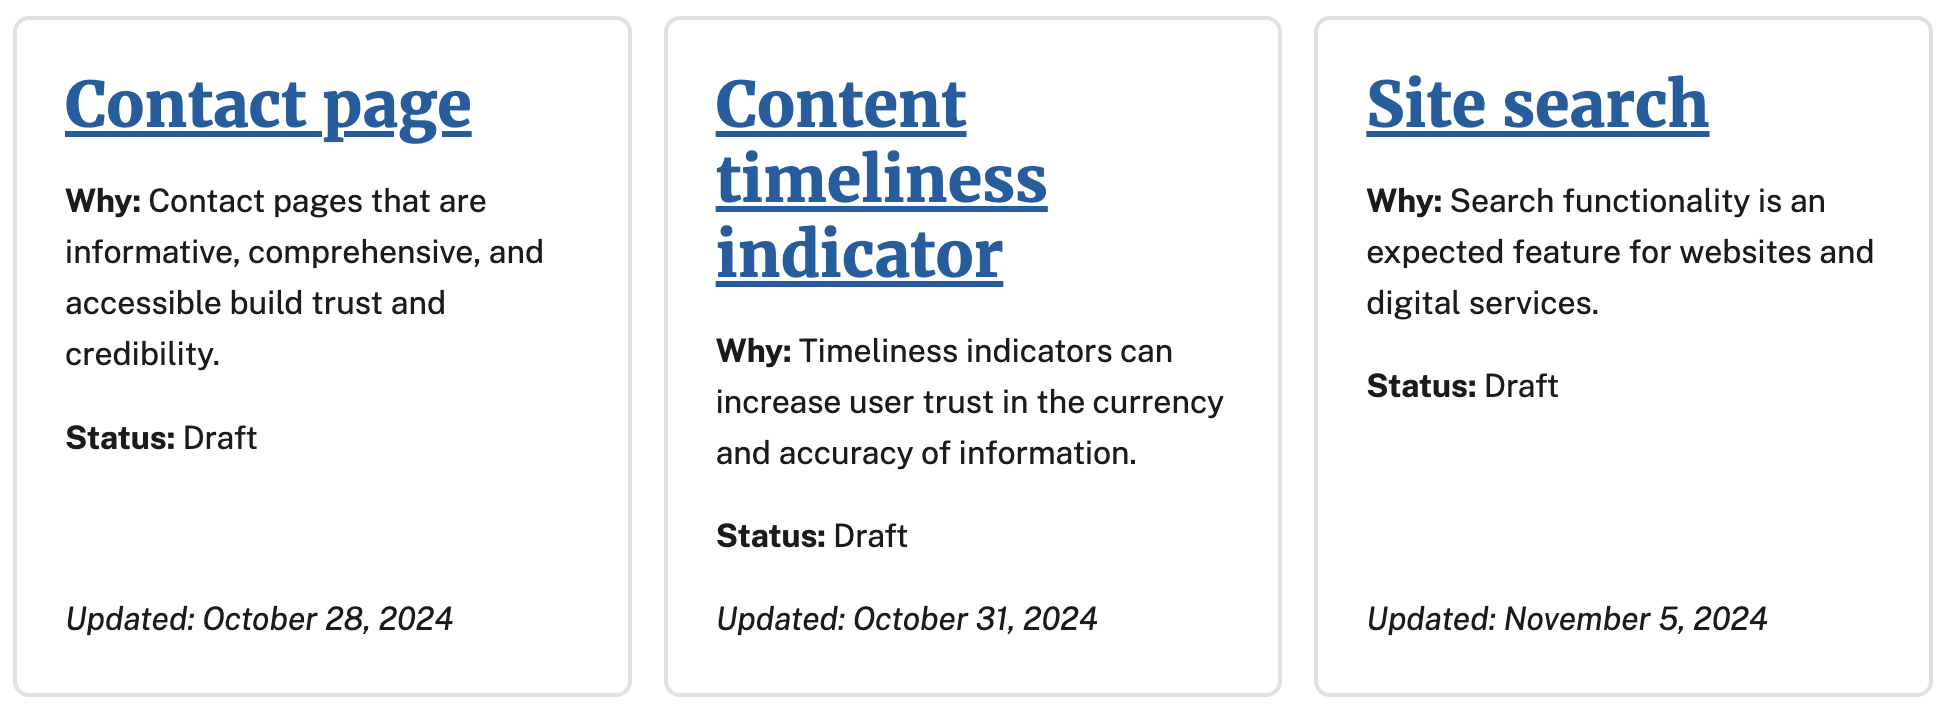 Contact page
Why: Contact pages that are
informative, comprehensive, and
accessible build trust and
credibility.
Status: Draft
Updated: October 28, 2024
Content
timeliness
indicator
Why: Timeliness indicators can
increase user trust in the currency
and accuracy of information.
Status: Draft
Updated: October 31, 2024
Site search
Why: Search functionality is an
expected feature for websites and
digital services.
Status: Draft
Updated: November 5, 2024